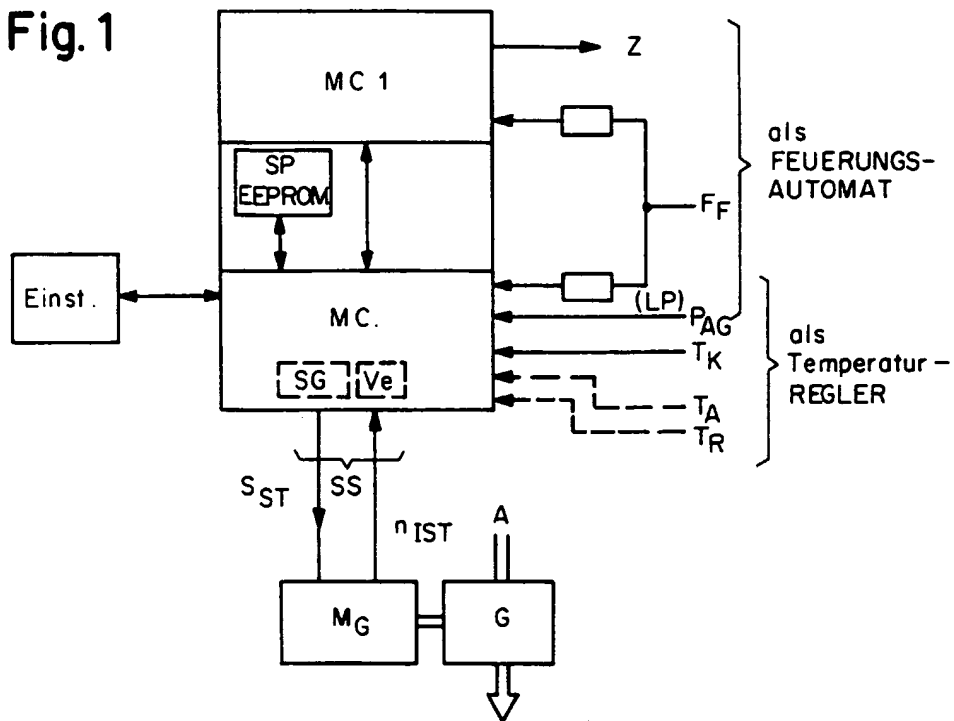 Fig. 1
MC 1
Z
SP
EEPROM
als
FEUERUNGS-
AUTOMAT
F_F
Einst.
MC.
(LP)
P_AG
T_K
SG
Ve
T_A
T_R
als
Temperatur-
REGLER
S_ST
SS
n_IST
A
M_G
G